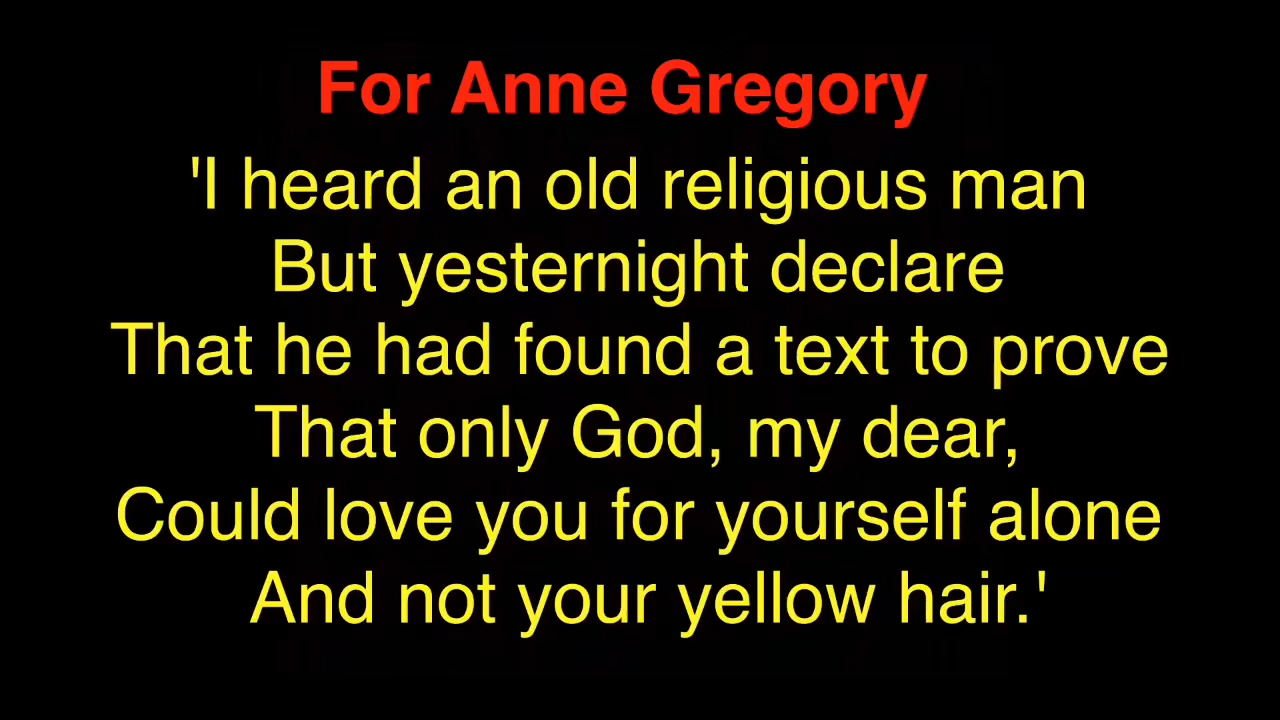 For Anne Gregory
'I heard an old religious man
But yesternight declare
That he had found a text to prove
That only God, my dear,
Could love you for yourself alone
And not your yellow hair.'